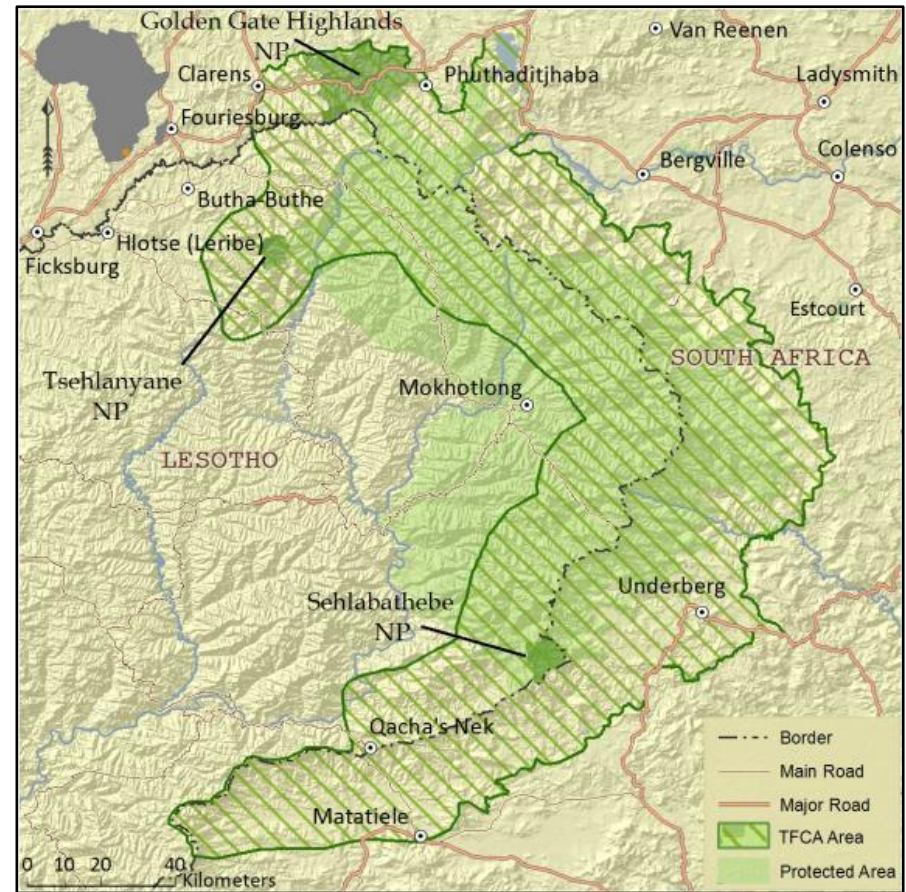 Golden Gate Highlands
NP
Van Reenen
Clarens
Phuthaditjhaba
Ladysmith
Fouriesburg
Bergville
Colenso
Butha-Buthe
Hlotse (Leribe)
Ficksburg
Estcourt
SOUTH AFRICA
Tsehlanyane
NP
Mokhotlong
LESOTHO
Underberg
Sehlabathebe
NP
Qacha's Nek
Matatiele
Border
Main Road
Major Road
TFCA Area
Protected Area
0 10 20 40
Kilometers